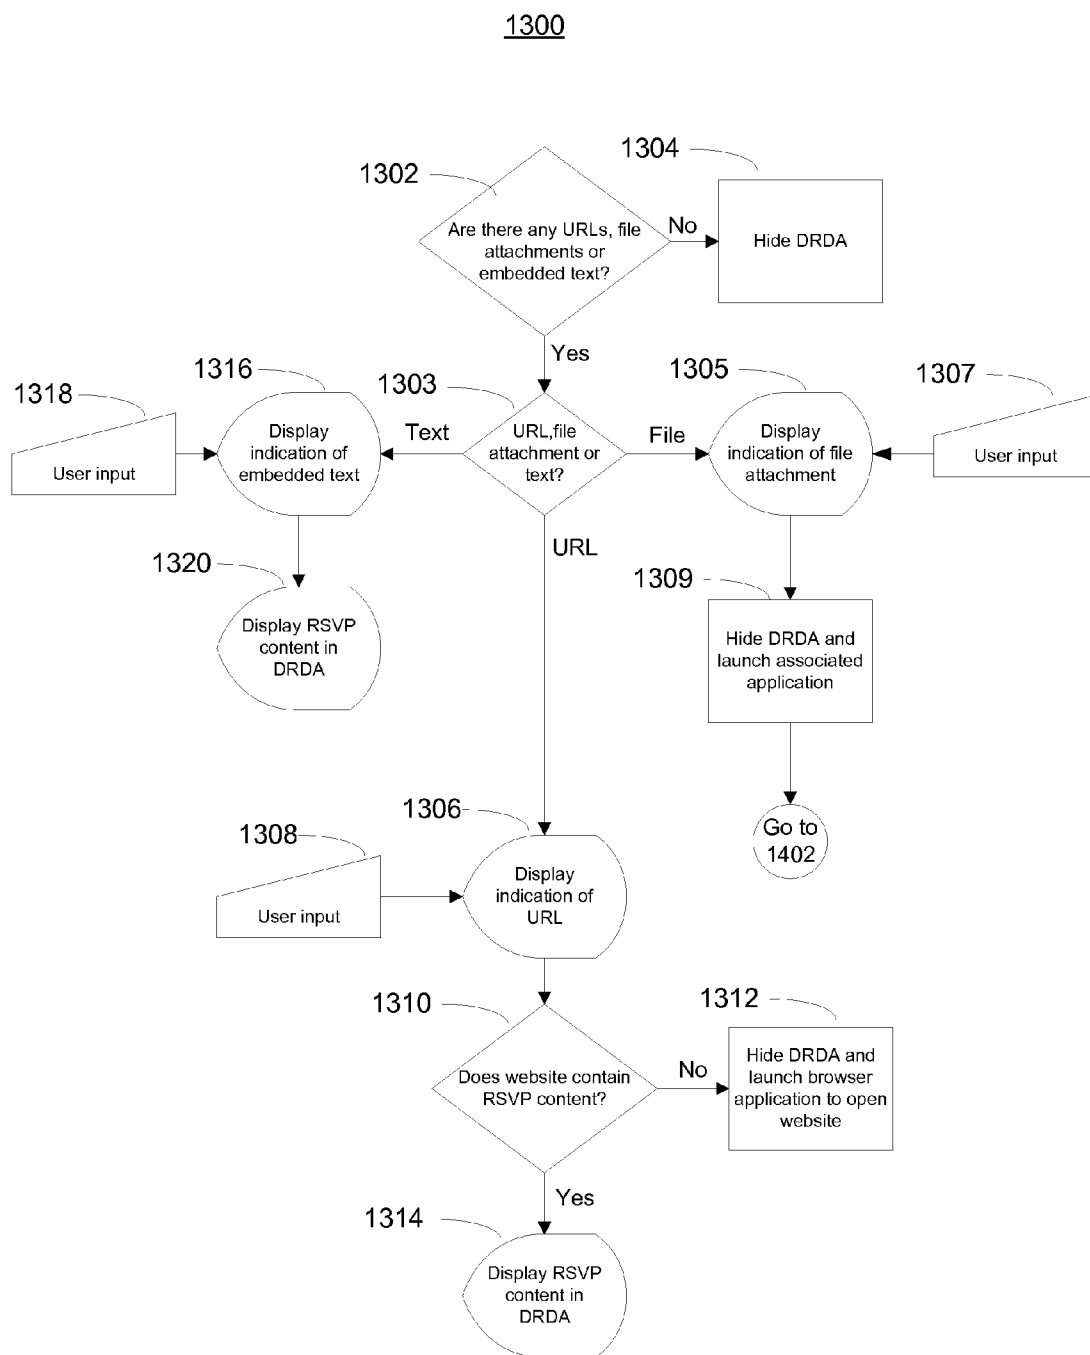 1300
1302
Are there any URLs, file
attachments or
embedded text?
No
1304
Hide DRDA
Yes
1318
User input
1316
Display
indication of
embedded text
Text
1303
URL,file
attachment or
text?
File
1305
Display
indication of file
attachment
1307
User input
URL
1320
Display RSVP
content in
DRDA
1309
Hide DRDA and
launch associated
application
Go to
1402
1308
User input
1306
Display
indication of
URL
1310
Does website contain
RSVP content?
No
1312
Hide DRDA and
launch browser
application to open
website
Yes
1314
Display RSVP
content in
DRDA